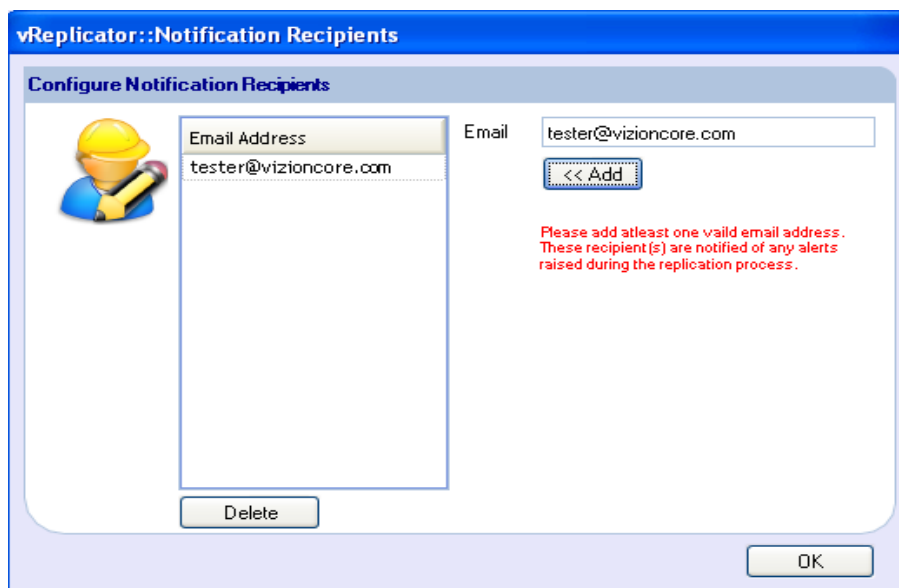 vReplicator::Notification Recipients
Configure Notification Recipients
Email Address
tester@vizioncore.com
Email
tester@vizioncore.com
<< Add
Please add atleast one vaild email address.
These recipient(s) are notified of any alerts
raised during the replication process.
Delete
OK